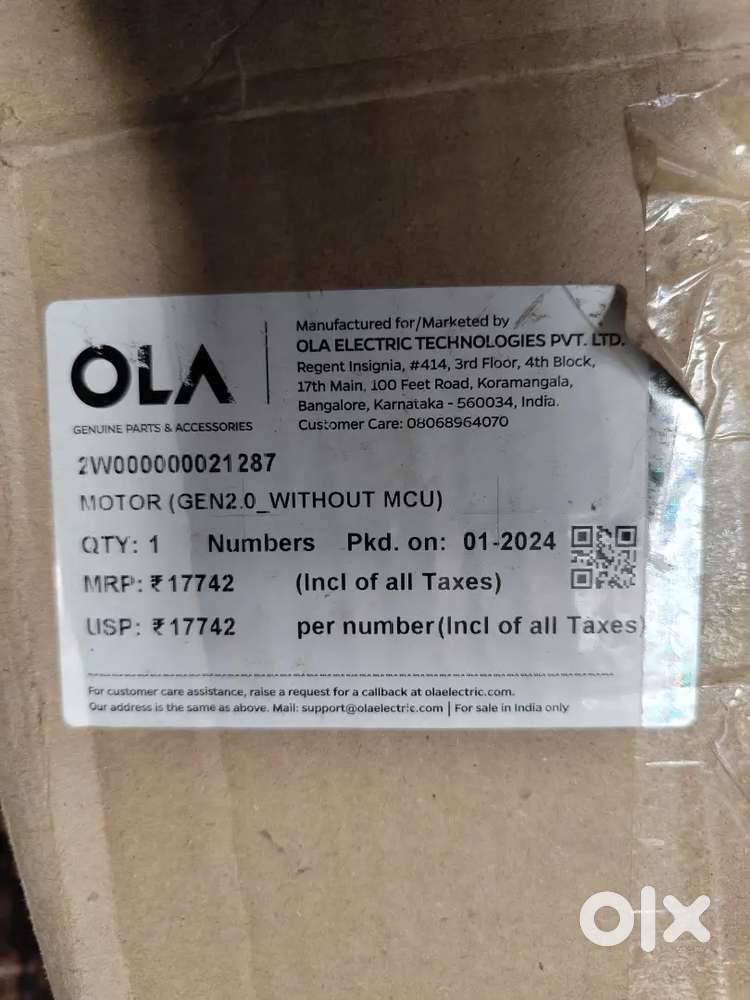 OLA
GENUINE PARTS & ACCESSORIES
Manufactured for/Marketed by
OLA ELECTRIC TECHNOLOGIES PVT. LTD.
Regent Insignia, #414, 3rd Floor, 4th Block,
17th Main, 100 Feet Road, Koramangala,
Bangalore, Karnataka - 560034, India.
Customer Care: 08068964070
2W000000021287
MOTOR (GEN2.0_WITHOUT MCU)
QTY: 1 Numbers Pkd. on: 01-2024
MRP: ₹17742 (Incl of all Taxes)
USP: ₹17742 per number(Incl of all Taxes)
For customer care assistance, raise a request for a callback at olaelectric.com.
Our address is the same as above. Mail: support@olaelectric.com | For sale in India only
olx